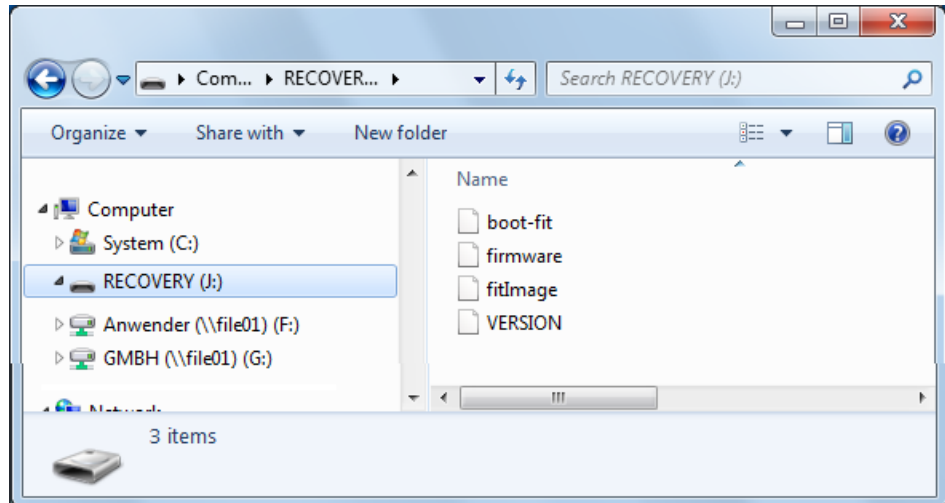 Com... RECOVER...
Search RECOVERY (J:)
Organize Share with New folder
Name
Computer
System (C:)
RECOVERY (J:)
Anwender (\\file01) (F:)
GMBH (\\file01) (G:)
boot-fit
firmware
fitImage
VERSION
3 items